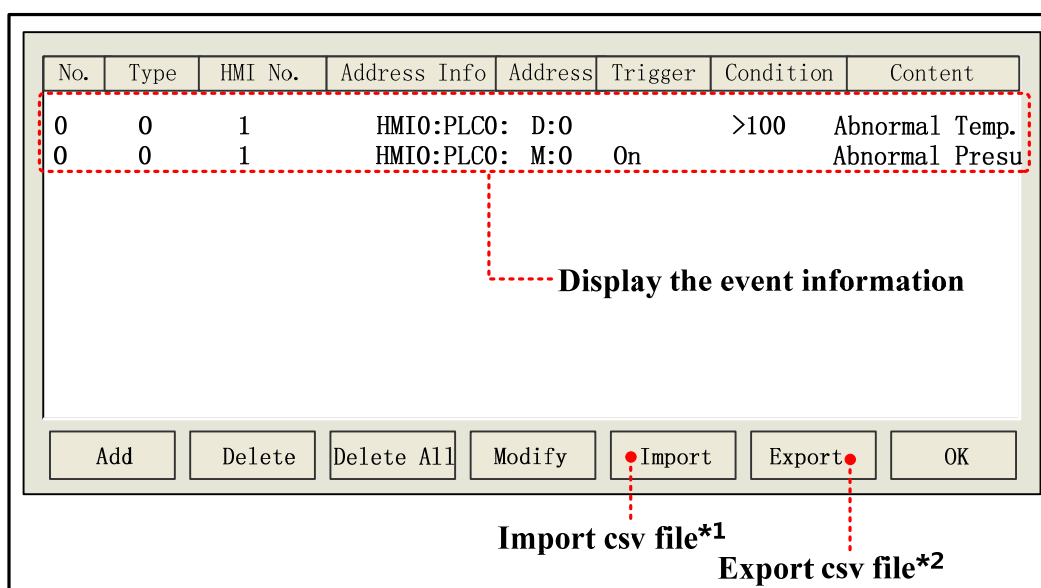 No. Type HMI No. Address Info Address Trigger Condition Content
0 0 1 HMI0:PLC0: D:0 >100 Abnormal Temp.
0 0 1 HMI0:PLC0: M:0 On Abnormal Presu
Display the event information
Add Delete Delete All Modify Import Export OK
Import csv file*1
Export csv file*2